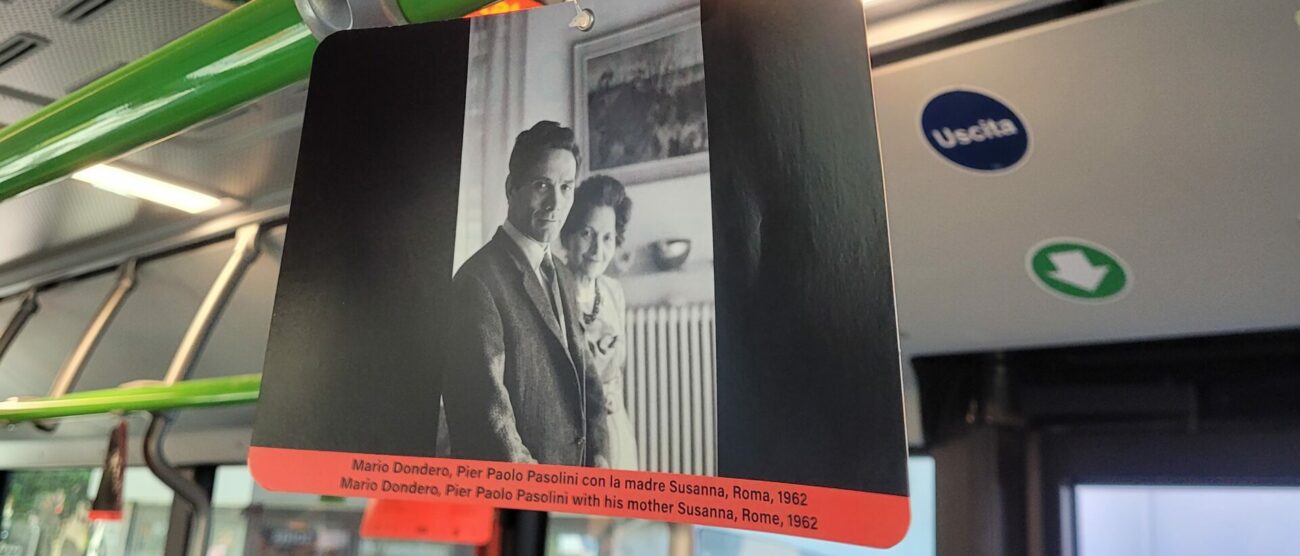 Uscita
Mario Dondero, Pier Paolo Pasolini con la madre Susanna, Roma, 1962
Mario Dondero, Pier Paolo Pasolini with his mother Susanna, Rome, 1962